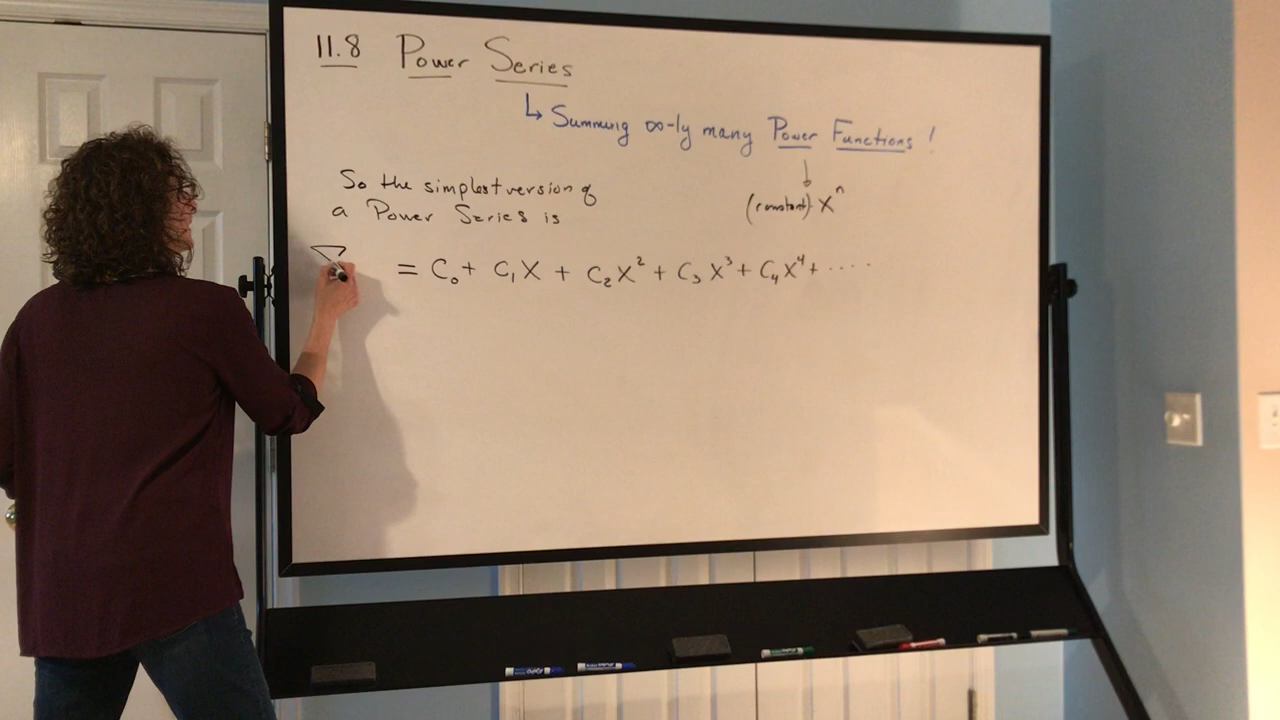 11.8 Power Series
↳ Summing ∞-ly many Power Functions!
So the simplest version of
a Power Series is
(constant)·Xⁿ
Σ = C₀ + C₁X + C₂X² + C₃X³ + C₄X⁴ + ·····